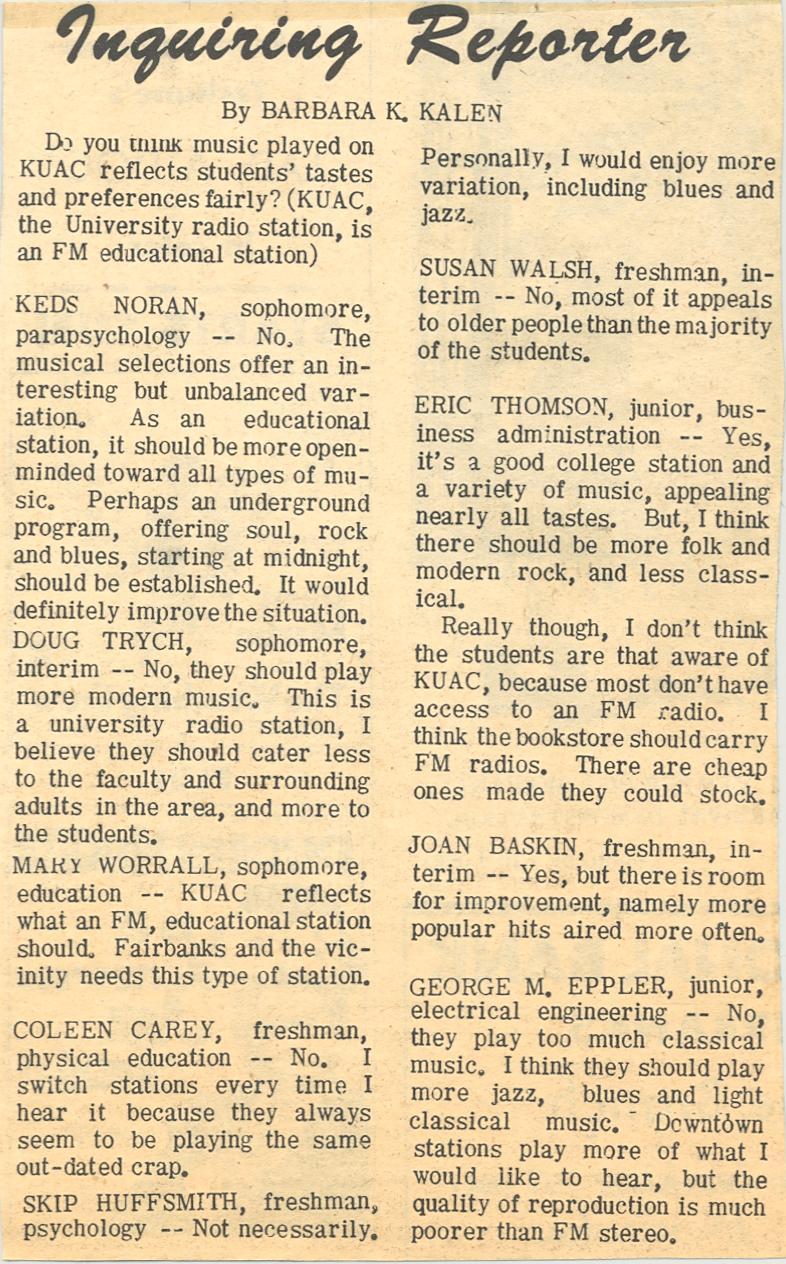 Inquiring Reporter
By BARBARA K. KALEN
Do you think music played on
KUAC reflects students' tastes
and preferences fairly? (KUAC,
the University radio station, is
an FM educational station)
KEDS NORAN, sophomore,
parapsychology -- No. The
musical selections offer an in-
teresting but unbalanced var-
iation. As an educational
station, it should be more open-
minded toward all types of mu-
sic. Perhaps an underground
program, offering soul, rock
and blues, starting at midnight,
should be established. It would
definitely improve the situation.
DOUG TRYCH, sophomore,
interim -- No, they should play
more modern music. This is
a university radio station, I
believe they should cater less
to the faculty and surrounding
adults in the area, and more to
the students.
MARY WORRALL, sophomore,
education -- KUAC reflects
what an FM, educational station
should. Fairbanks and the vic-
inity needs this type of station.
COLEEN CAREY, freshman,
physical education -- No. I
switch stations every time I
hear it because they always
seem to be playing the same
out-dated crap.
SKIP HUFFSMITH, freshman,
psychology -- Not necessarily.
Personally, I would enjoy more
variation, including blues and
jazz.
SUSAN WALSH, freshman, in-
terim -- No, most of it appeals
to older people than the majority
of the students.
ERIC THOMSON, junior, bus-
iness administration -- Yes,
it's a good college station and
a variety of music, appealing
nearly all tastes. But, I think
there should be more folk and
modern rock, and less class-
ical.
Really though, I don't think
the students are that aware of
KUAC, because most don't have
access to an FM radio. I
think the bookstore should carry
FM radios. There are cheap
ones made they could stock.
JOAN BASKIN, freshman, in-
terim -- Yes, but there is room
for improvement, namely more
popular hits aired more often.
GEORGE M. EPPLER, junior,
electrical engineering -- No,
they play too much classical
music. I think they should play
more jazz, blues and light
classical music. Downtown
stations play more of what I
would like to hear, but the
quality of reproduction is much
poorer than FM stereo.